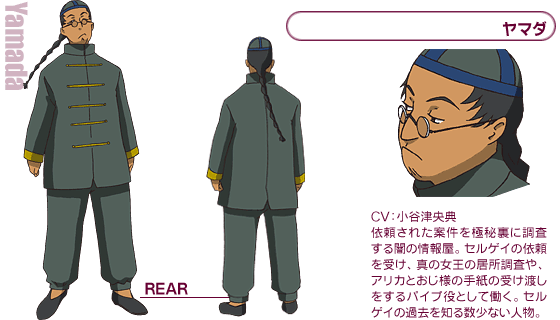 Yamada
ヤマダ
REAR
CV：小谷津央典
依頼された案件を極秘裏に調査
する闇の情報屋。セルゲイの依頼
を受け、真の女王の居所調査や、
アリカとおじ様の手紙の受け渡し
をするパイプ役として働く。セル
ゲイの過去を知る数少ない人物。